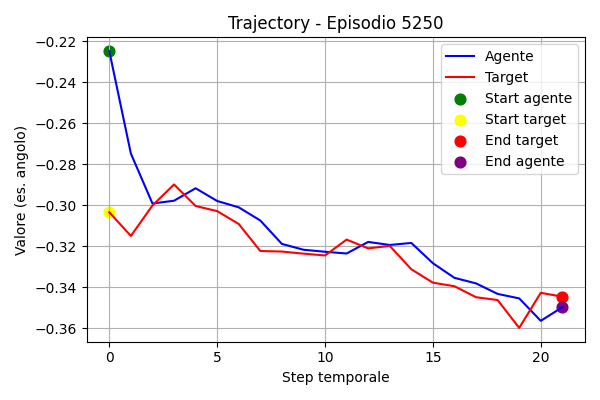 Trajectory - Episodio 5250
Valore (es. angolo)
−0.22
−0.24
−0.26
−0.28
−0.30
−0.32
−0.34
−0.36
Agente
Target
Start agente
Start target
End target
End agente
0
5
10
15
20
Step temporale